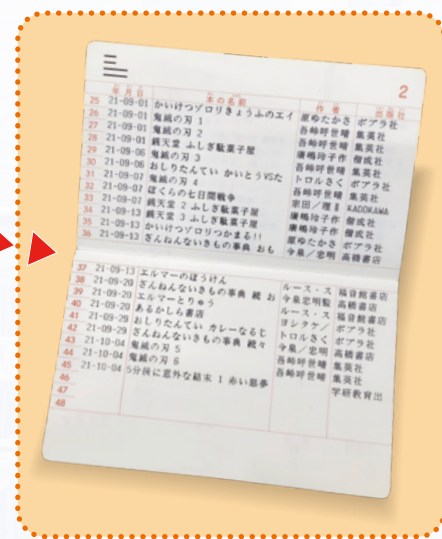 2
年月日 本の名前 作者 出版社
25 21-09-01 かいけつゾロリきょうふのエイ 原ゆたかさ ポプラ社
26 21-09-01 鬼滅の刃 1 吾峠呼世晴 集英社
27 21-09-01 鬼滅の刃 2 吾峠呼世晴 集英社
28 21-09-01 銭天堂 ふしぎ駄菓子屋 廣嶋玲子作 偕成社
29 21-09-06 鬼滅の刃 3 吾峠呼世晴 集英社
30 21-09-06 おしりたんてい かいとうVSた トロルさく ポプラ社
31 21-09-07 鬼滅の刃 4 吾峠呼世晴 集英社
32 21-09-07 ぼくらの七日間戦争 宗田/理‖ KADOKAWA
33 21-09-07 銭天堂 2 ふしぎ駄菓子屋 廣嶋玲子作 偕成社
34 21-09-13 銭天堂 3 ふしぎ駄菓子屋 廣嶋玲子作 偕成社
35 21-09-13 かいけつゾロリつかまる!! 原ゆたかさ ポプラ社
36 21-09-13 ざんねんないきもの事典 おも 今泉/忠明 高橋書店
37 21-09-13 エルマーのぼうけん ルース・ス 福音館書店
38 21-09-20 ざんねんないきもの事典 続 お 今泉忠明監 高橋書店
39 21-09-20 エルマーとりゅう ルース・ス 福音館書店
40 21-09-20 あるかしら書店 ヨシタケ/ ポプラ社
41 21-09-29 おしりたんてい カレーなるじ トロルさく ポプラ社
42 21-09-29 ざんねんないきもの事典 続々 今泉/忠明 高橋書店
43 21-10-04 鬼滅の刃 5 吾峠呼世晴 集英社
44 21-10-04 鬼滅の刃 6 吾峠呼世晴 集英社
45 21-10-04 5分後に意外な結末 1 赤い悪夢 学研教育出
46
47
48